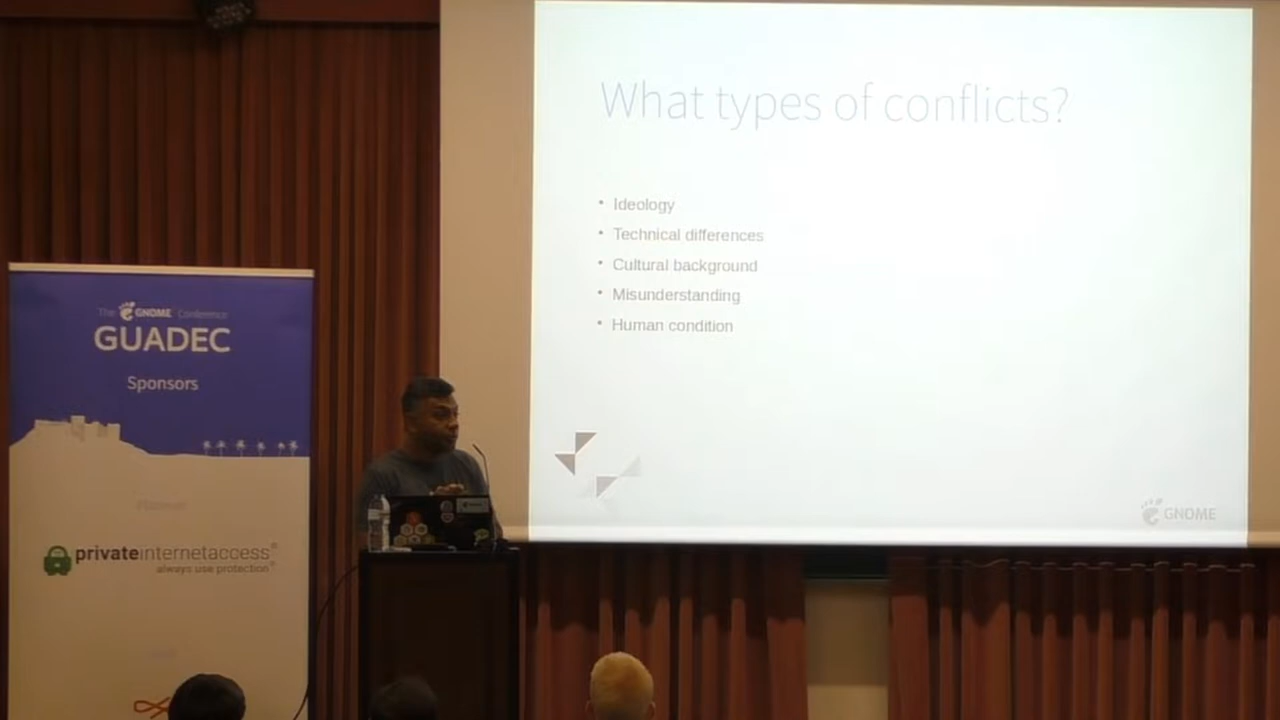 What types of conflicts?
• Ideology
• Technical differences
• Cultural background
• Misunderstanding
• Human condition
GNOME
The GNOME Conference
GUADEC
Sponsors
privateinternetaccess®
always use protection®